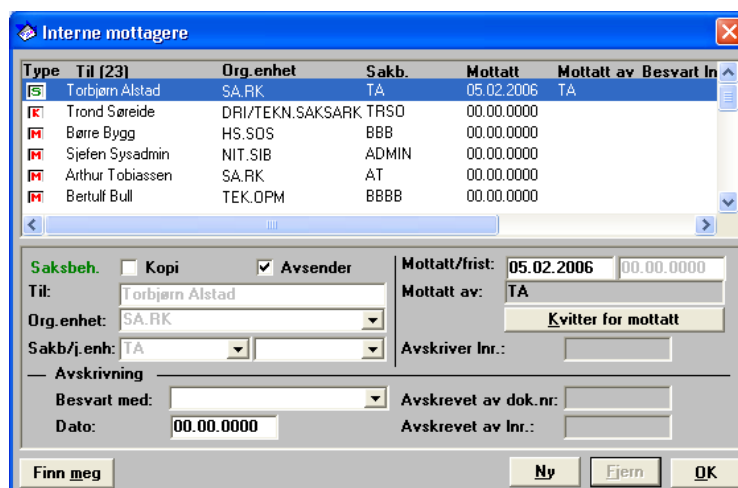 Interne mottagere
Type Til (23) Org.enhet Sakb. Mottatt Mottatt av Besvart ln
S Torbjørn Alstad SA.RK TA 05.02.2006 TA
K Trond Søreide DRI/TEKN.SAKSARK TRSO 00.00.0000
M Børre Bygg HS.SOS BBB 00.00.0000
M Sjefen Sysadmin NIT.SIB ADMIN 00.00.0000
M Arthur Tobiassen SA.RK AT 00.00.0000
M Bertulf Bull TEK.OPM BBBB 00.00.0000
Saksbeh. Kopi Avsender Mottatt/frist: 05.02.2006 00.00.0000
Til: Torbjørn Alstad Mottatt av: TA
Org.enhet: SA.RK Kvitter for mottatt
Sakb/j.enh: TA Avskriver lnr.:
Avskrivning
Besvart med: Avskrevet av dok.nr:
Dato: 00.00.0000 Avskrevet av lnr.:
Finn meg Ny Fjern OK